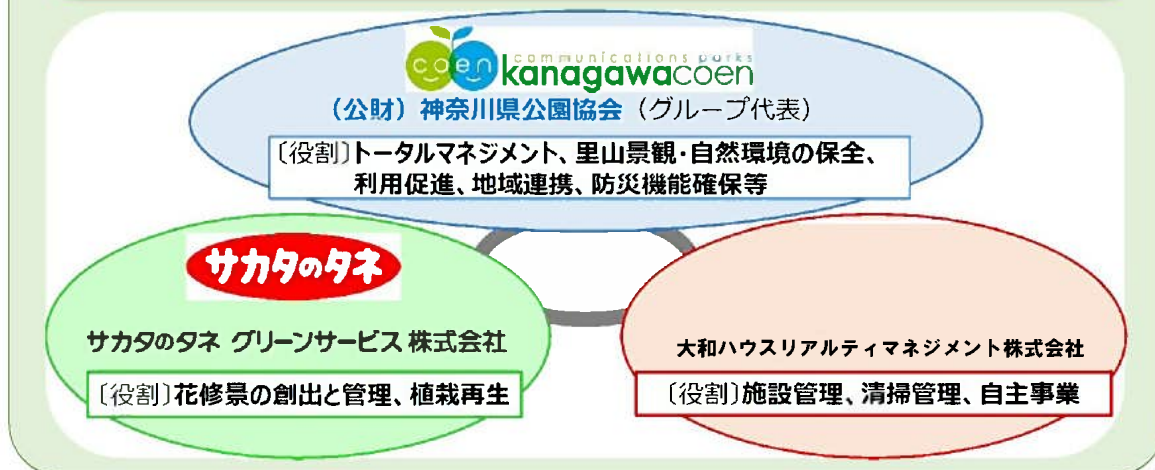 communications parks
coen kanagawacoen
（公財）神奈川県公園協会（グループ代表）
〔役割〕トータルマネジメント、里山景観・自然環境の保全、
利用促進、地域連携、防災機能確保等
サカタのタネ
サカタのタネ グリーンサービス株式会社
〔役割〕花修景の創出と管理、植栽再生
大和ハウスリアルティマネジメント株式会社
〔役割〕施設管理、清掃管理、自主事業